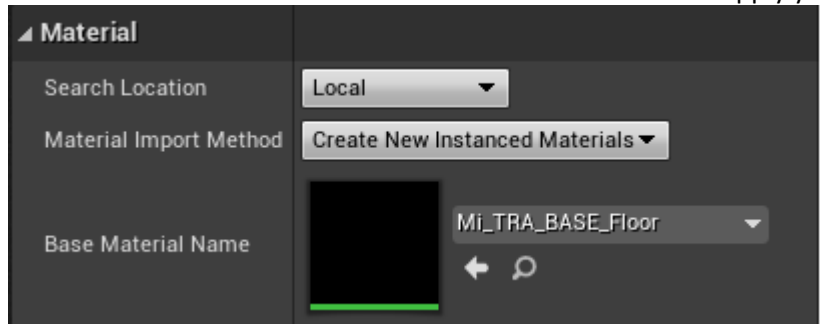 Material
Search Location
Local
Material Import Method
Create New Instanced Materials
Base Material Name
Mi_TRA_BASE_Floor